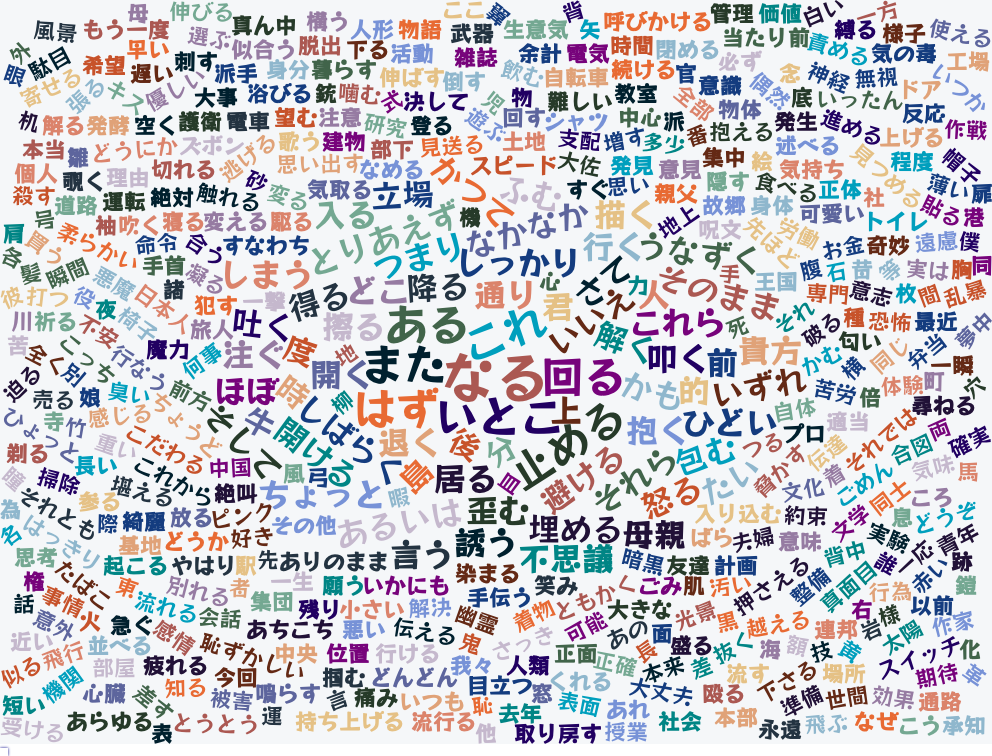 母 伸びる 真ん中 構う 人形 物語 ここ 翼 背 呼びかける 管理 価値 白い 一方
風景 もう一度 選ぶ 似合う 脱出 下る 活動 武器 生意気 矢 当たり前 縛る 様子 使える
外 駄目 希望 早い 刺す 派手 身分 暮らす 雑誌 余計 電気 時間 閉める 必ず 責める 気の毒 工場
眼 寄せる 張る キス 遅い 優しい 伸ばす 倒す 飲む 自転車 続ける 官 意識 偶然 念 神経 無視 いつか
大事 浴びる 銃 噛む 衣 決して 児 物 難しい 教室 全部 物体 底 いったん ドア 反応
机 解る 発酵 空く 護衛 電車 望む 注意 研究 登る 遊ぶ 回す シャツ 中心 派 番 抱える 発生 進める 上げる 作戦
本当 雛 どうにか ズボン 逃げる 歌う 建物 部下 見送る 土地 支配 増す 多少 述べる 見つめる 帽子
個人 覗く 理由 切れる 思い出す なめる かつて スピード 大佐 発見 意見 集中 絵 気持ち 程度 薄い 扉
殺す 道路 運転 絶対 触れる 砂 変る 気取る 立場 ふむ すぐ 思い 親父 隠す 食べる 正体 社 貼る 港
号 袖 吹く 寝る 変える 駆る 入る とりあえず 機 なかなか 描く 地上 故郷 身体 可愛い トイレ 僕
肩 買う 柔らかい 命令 合う すなわち つまり しっかり 行く うなずく 呪文 先ほど 労働 お金 奇妙 遠慮
各 髪 瞬間 悪魔 手首 凝る しまう どこ 降る 心 て さえ 力 人 そのまま 手 王国 腹 石 昔 実は 胸 同
彼 打つ 役 夜 日本人 諸 犯す 一撃 得る 通り 君 いいえ これら 死 それ 専門 意志 枚 間 乱暴
川 祈る 不安 椅子 旅人 吐く 擦る ある これ 解く 叩く 前 貴方 破る 種 恐怖 最近 夢中
苦 全く こっち 行なう 魔力 何事 注ぐ 度 地 また なる 回る かも 的 いずれ かむ 匂い 横 同じ 弁当 一瞬
迫る 別 娘 臭い 前方 ほぼ 時 開く はず いとこ 上 止める 抱く ひどい 自体 苦労 倍 体験 町 穴
売る 寺 竹 感じる ちょうど そして 牛 開ける しばらく 退く 後 分 包む つる プロ 適当 尋ねる
ひょっと 剃る 長い 重い こだわる 中国 風 弓 島 居る 目 避ける それら たい 脅かす 伝達 それでは 合図 両 確実
瞳 掃除 これから 堪える 絶叫 ちょっと 暇 歪む 怒る 文化 着 ごめん 気味 馬
為 それとも 参る 際 綺麗 放る ピンク その他 あるいは 埋める 母親 入り込む 約束 文学 同士 ころ
名 はっきり 基地 どうか 好き 誘う 不思議 ばら 夫婦 意味 実験 息 どうぞ
思考 起こる やはり 駅 先 ありのまま 言う 暗黒 友達 計画 背中 誰 一応 青年 跡
権 たばこ 東 別れる 者 一生 願う いかにも 染まる 笑み く ごみ 肌 汚い 押さえる 整備 真面目 赤い 鎧
話 事情 火 流れる 会話 集団 残り 小さい 解決 手伝う 着物 ともかく 大きな 光景 黒 越える 右 行為 以前
意外 急ぐ 感情 あちこち 悪い 伝える 幽霊 さっき 可能 あの 面 長 盛る 抜く 連邦 岩 様 太陽 作家
近い 並べる 恥ずかしい 中央 位置 行ける 我々 鬼 人類 正面 正確 本来 差 海 額 技 スイッチ 化
似る 飛行 部屋 疲れる 今回 掴む どんどん 目立つ 窓 くれる 大丈夫 流す 下さる 場所 期待
短い 機関 心臓 差す 知る 被害 鳴らす 言 痛み いつも 恥 去年 表面 あれ 殴る 準備 世間 効果 通路
受ける あらゆる 表 とうとう 運 持ち上げる 流行る 他 取り戻す 授業 社会 本部 永遠 飛ぶ なぜ こう 承知